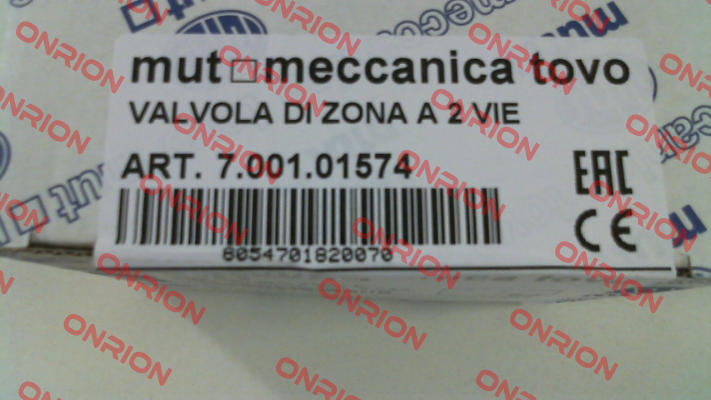 mut□meccanica tovo
VALVOLA DI ZONA A 2 VIE
ART. 7.001.01574
EAC
CE
8054701820070
ONRION